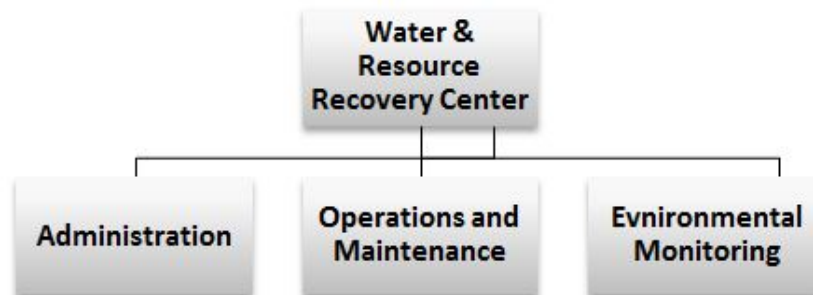 Water &
Resource
Recovery Center
Administration
Operations and
Maintenance
Evnironmental
Monitoring